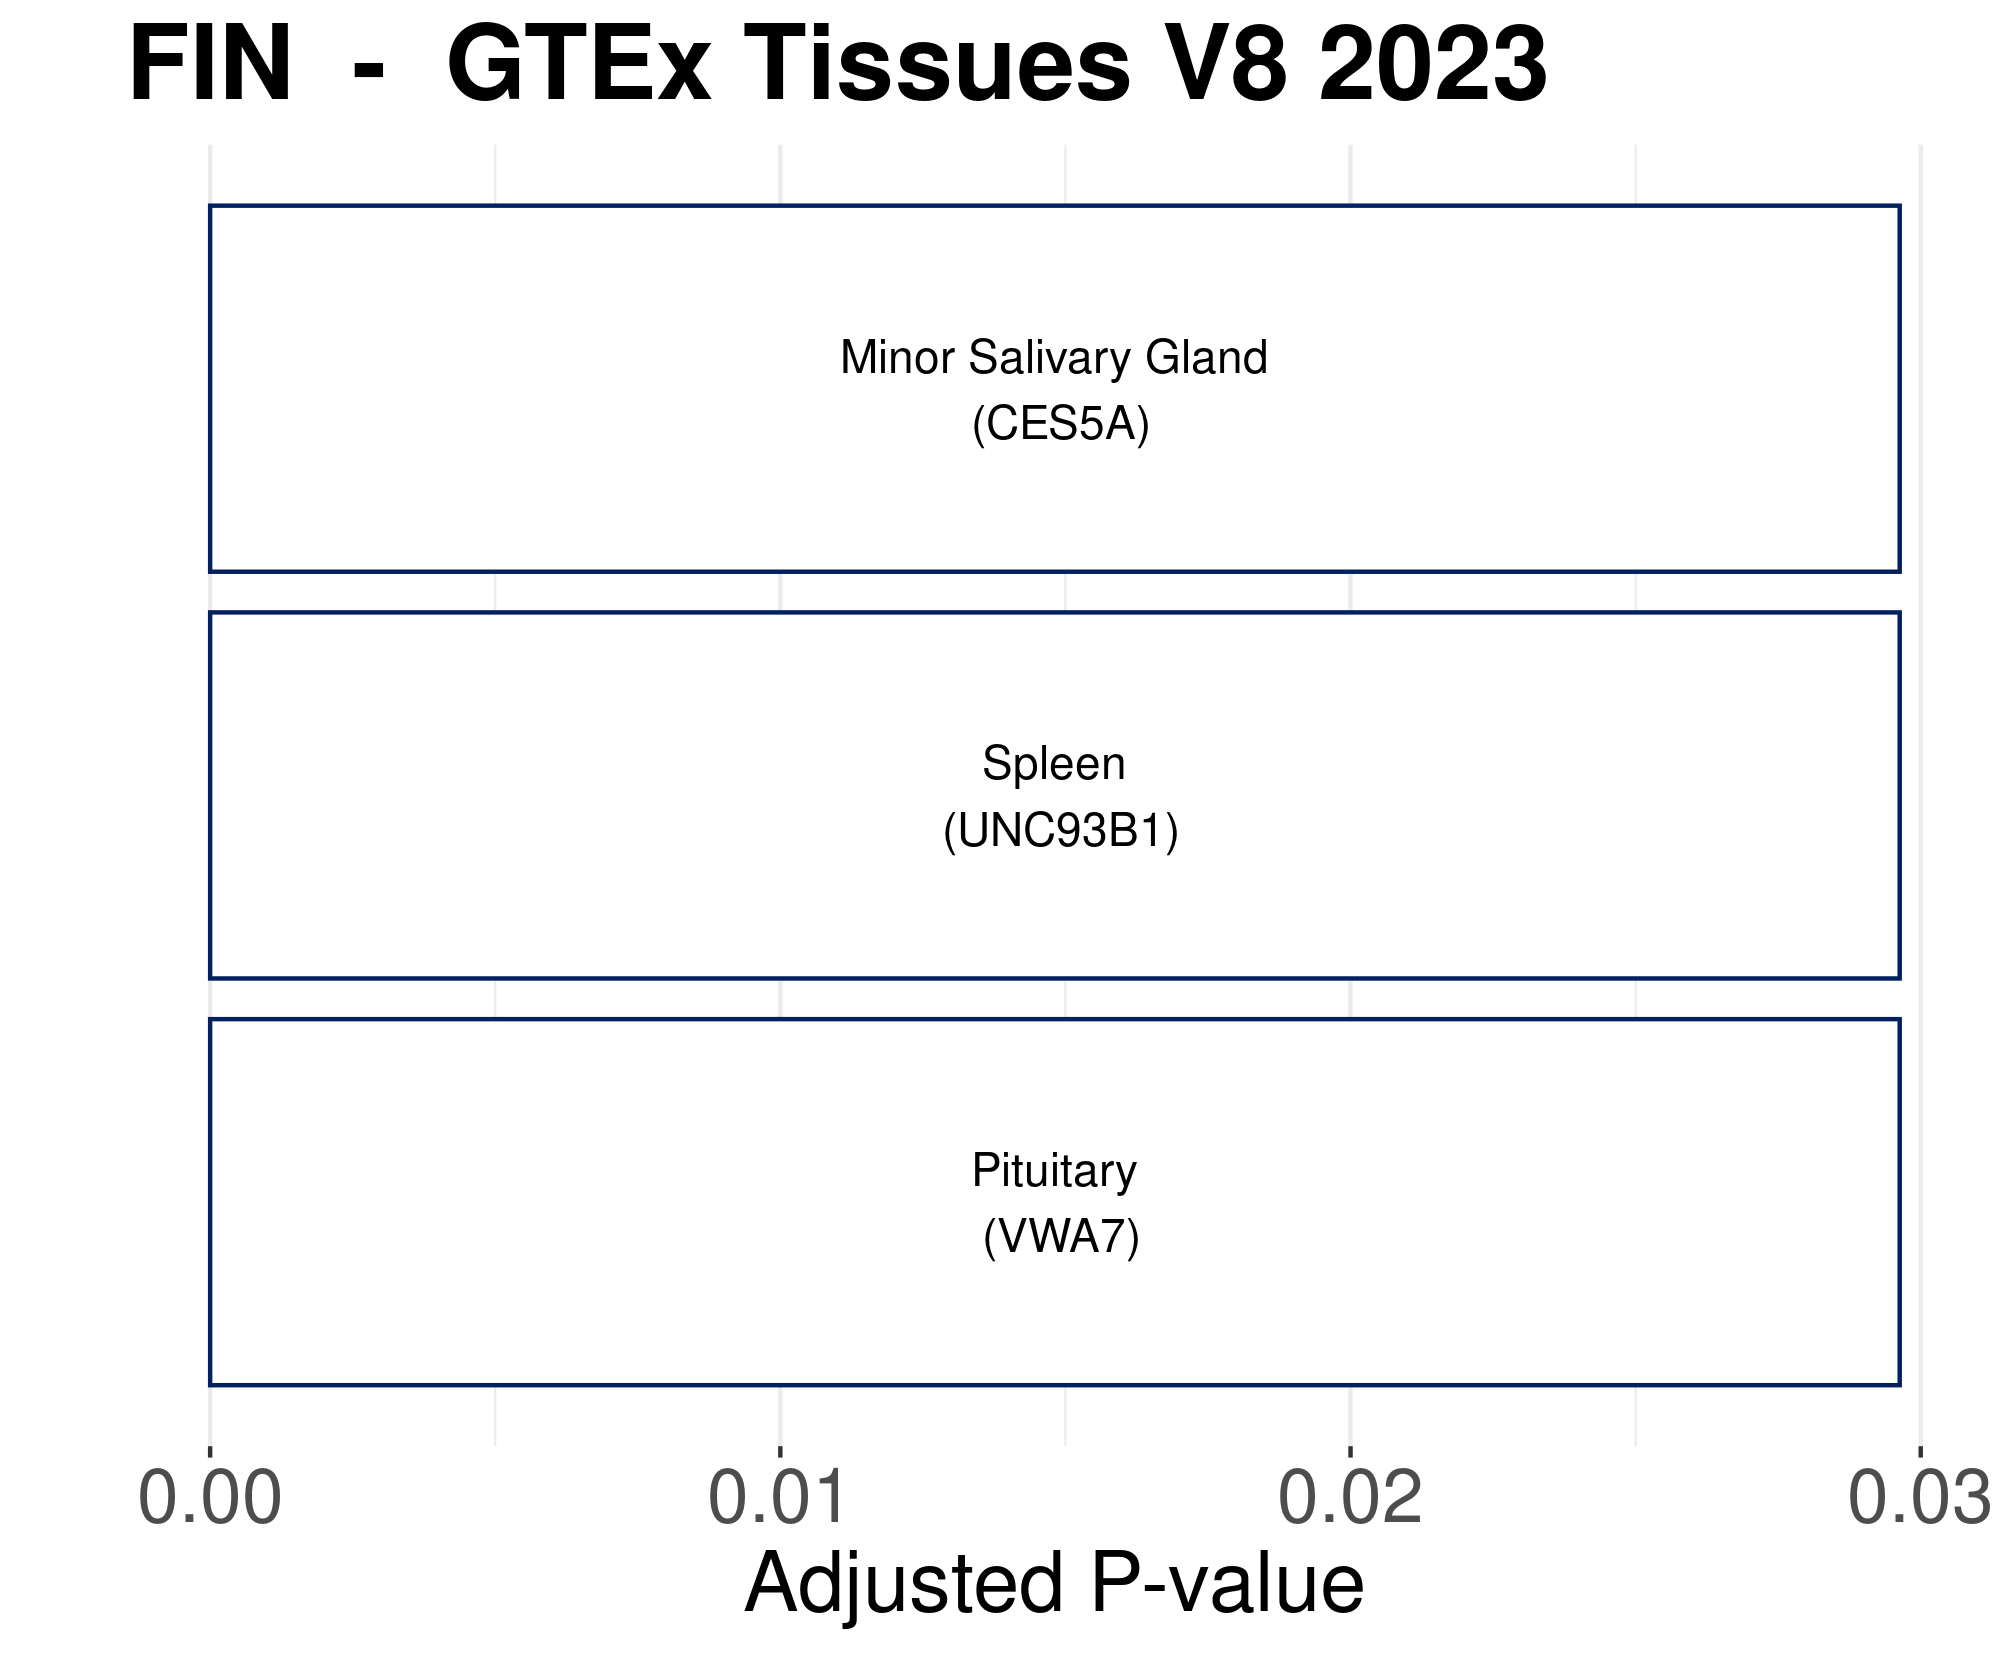 FIN - GTEx Tissues V8 2023
Minor Salivary Gland
(CES5A)
Spleen
(UNC93B1)
Pituitary
(VWA7)
0.00 0.01 0.02 0.03
Adjusted P-value